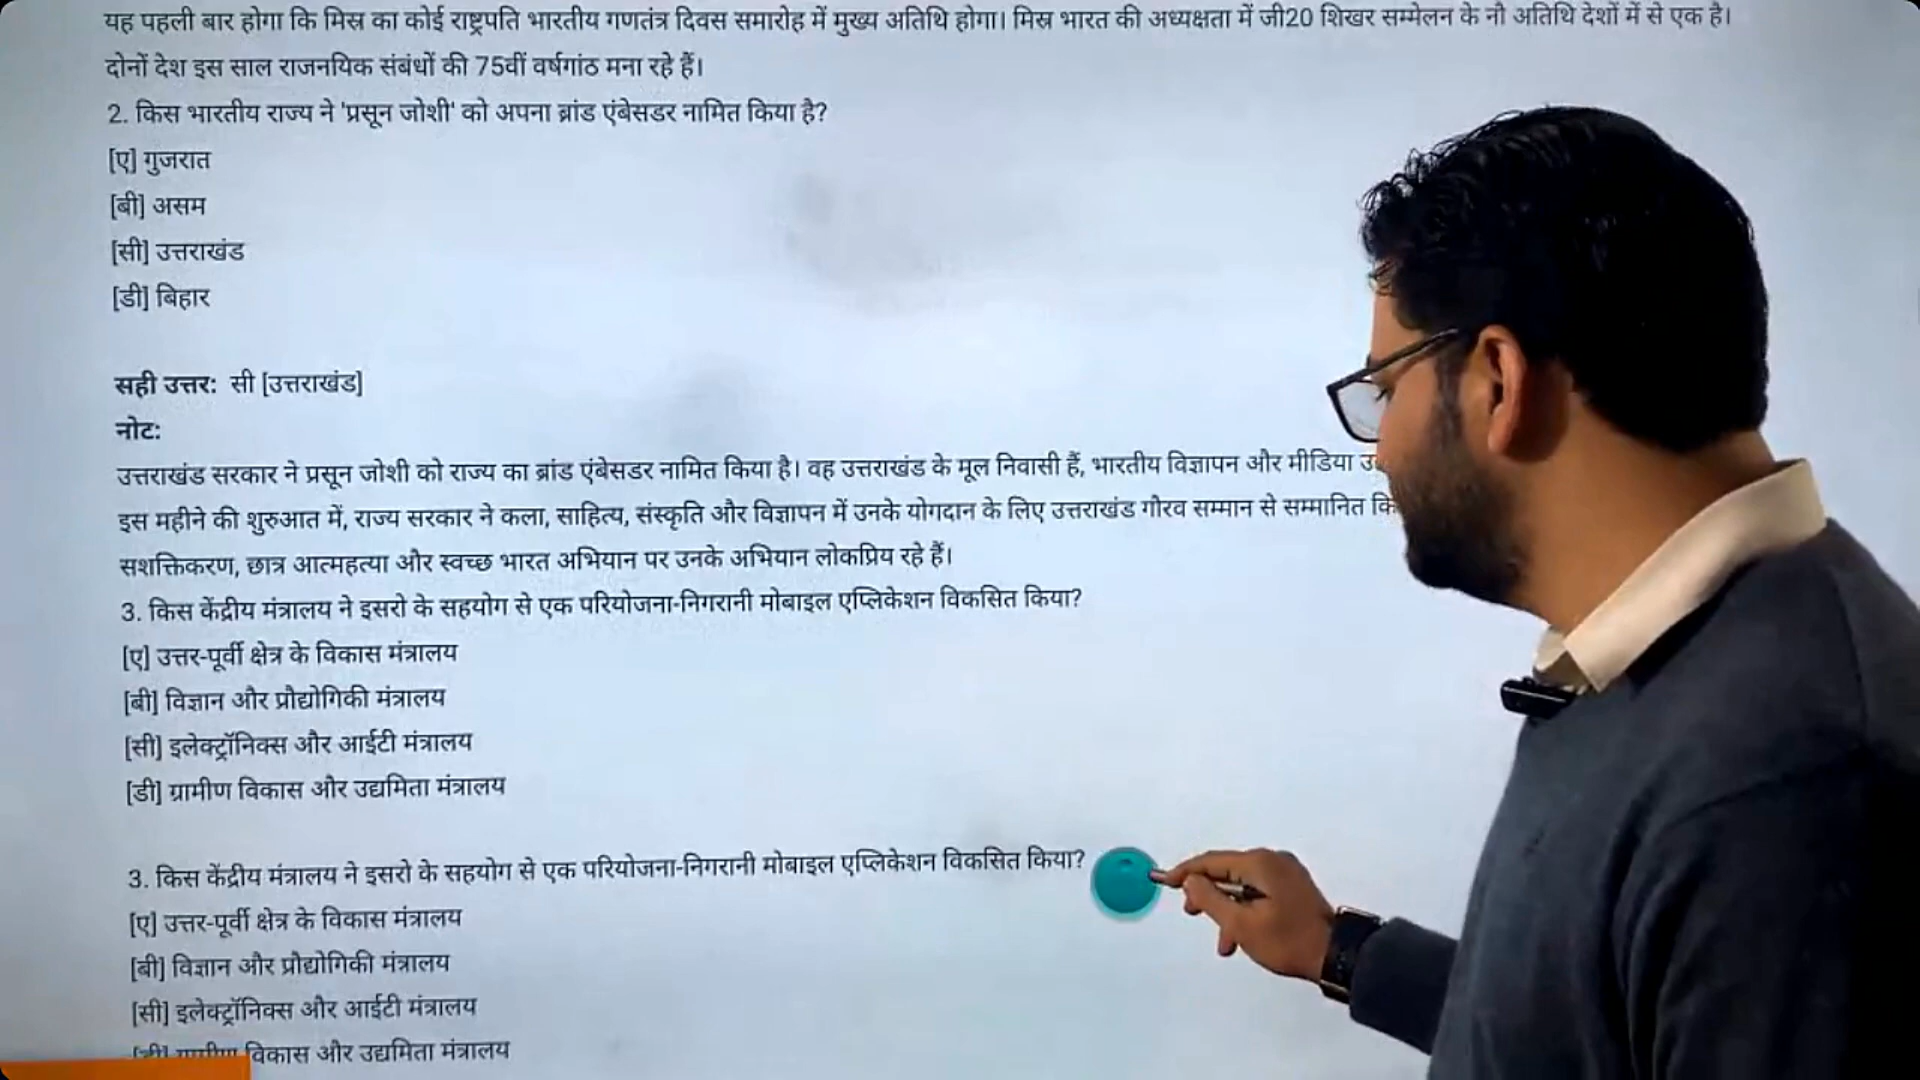 यह पहली बार होगा कि मिस्र का कोई राष्ट्रपति भारतीय गणतंत्र दिवस समारोह में मुख्य अतिथि होगा। मिस्र भारत की अध्यक्षता में जी20 शिखर सम्मेलन के नौ अतिथि देशों में से एक है।
दोनों देश इस साल राजनयिक संबंधों की 75वीं वर्षगांठ मना रहे हैं।
2. किस भारतीय राज्य ने 'प्रसून जोशी' को अपना ब्रांड एंबेसडर नामित किया है?
[ए] गुजरात
[बी] असम
[सी] उत्तराखंड
[डी] बिहार
सही उत्तर: सी [उत्तराखंड]
नोट:
उत्तराखंड सरकार ने प्रसून जोशी को राज्य का ब्रांड एंबेसडर नामित किया है। वह उत्तराखंड के मूल निवासी हैं, भारतीय विज्ञापन और मीडिया
इस महीने की शुरुआत में, राज्य सरकार ने कला, साहित्य, संस्कृति और विज्ञापन में उनके योगदान के लिए उत्तराखंड गौरव सम्मान से सम्मानित
सशक्तिकरण, छात्र आत्महत्या और स्वच्छ भारत अभियान पर उनके अभियान लोकप्रिय रहे हैं।
3. किस केंद्रीय मंत्रालय ने इसरो के सहयोग से एक परियोजना-निगरानी मोबाइल एप्लिकेशन विकसित किया?
[ए] उत्तर-पूर्वी क्षेत्र के विकास मंत्रालय
[बी] विज्ञान और प्रौद्योगिकी मंत्रालय
[सी] इलेक्ट्रॉनिक्स और आईटी मंत्रालय
[डी] ग्रामीण विकास और उद्यमिता मंत्रालय
3. किस केंद्रीय मंत्रालय ने इसरो के सहयोग से एक परियोजना-निगरानी मोबाइल एप्लिकेशन विकसित किया?
[ए] उत्तर-पूर्वी क्षेत्र के विकास मंत्रालय
[बी] विज्ञान और प्रौद्योगिकी मंत्रालय
[सी] इलेक्ट्रॉनिक्स और आईटी मंत्रालय
विकास और उद्यमिता मंत्रालय